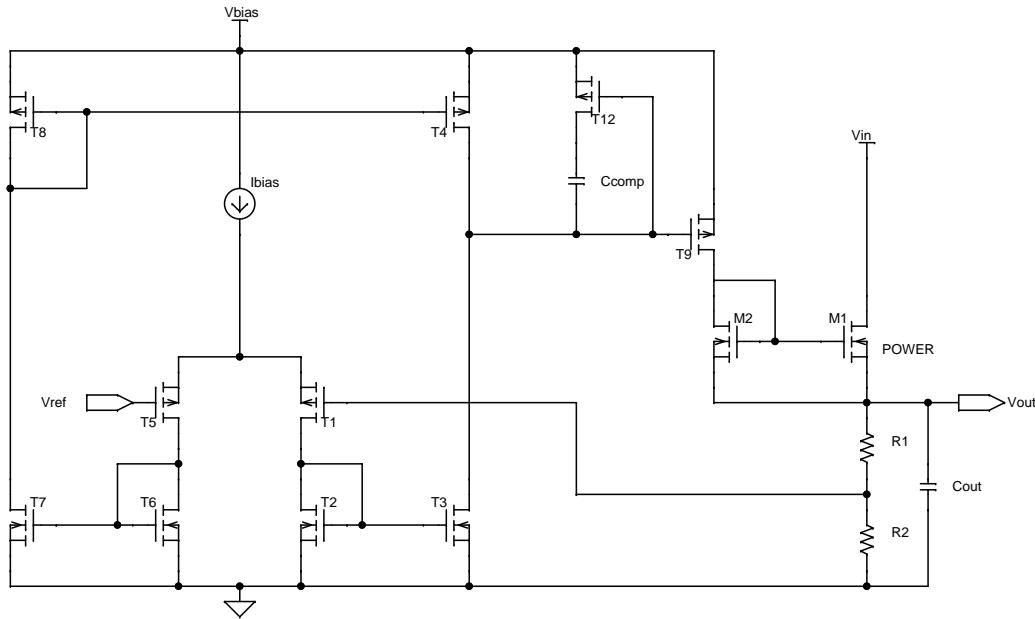 Vbias
T8
T4
T12
Vin
Ibias
Ccomp
T9
M2
M1
POWER
Vref
T5
T1
Vout
R1
Cout
T7
T6
T2
T3
R2